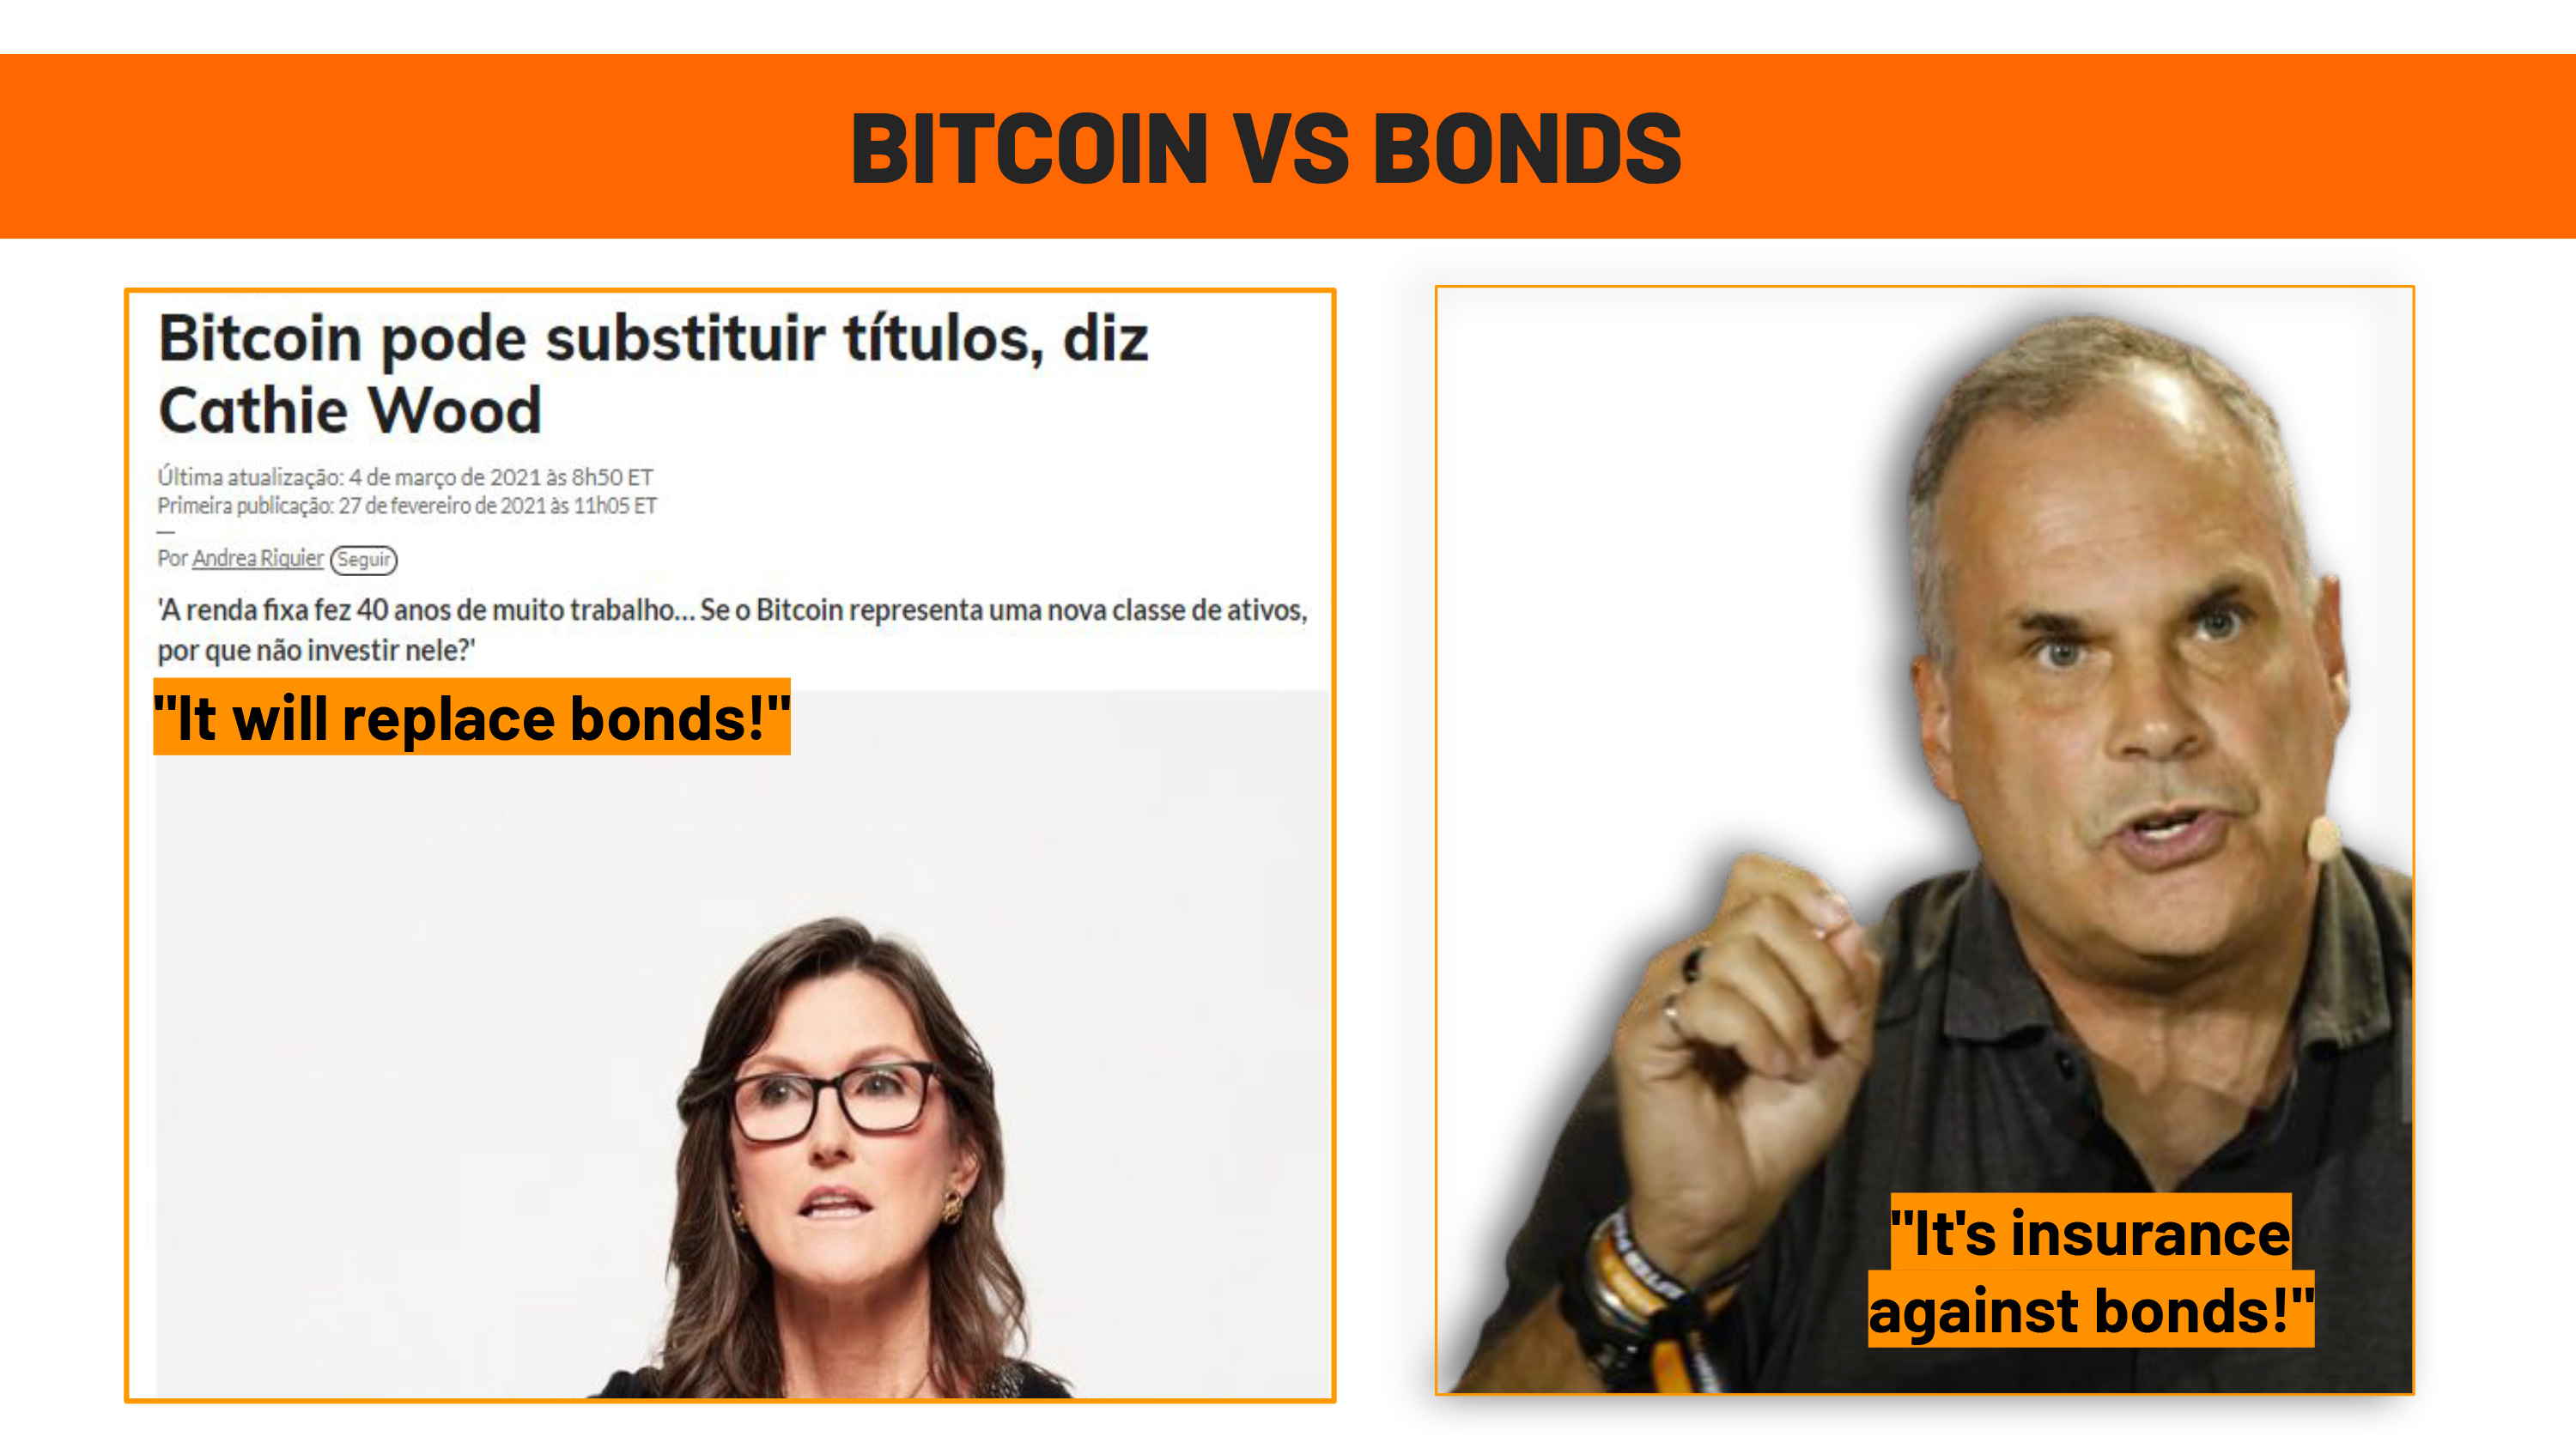 BITCOIN VS BONDS
Bitcoin pode substituir títulos, diz
Cathie Wood
Última atualização: 4 de março de 2021 às 8h50 ET
Primeira publicação: 27 de fevereiro de 2021 às 11h05 ET
—
Por Andrea Riquier Seguir
'A renda fixa fez 40 anos de muito trabalho... Se o Bitcoin representa uma nova classe de ativos,
por que não investir nele?'
"It will replace bonds!"
"It's insurance
against bonds!"